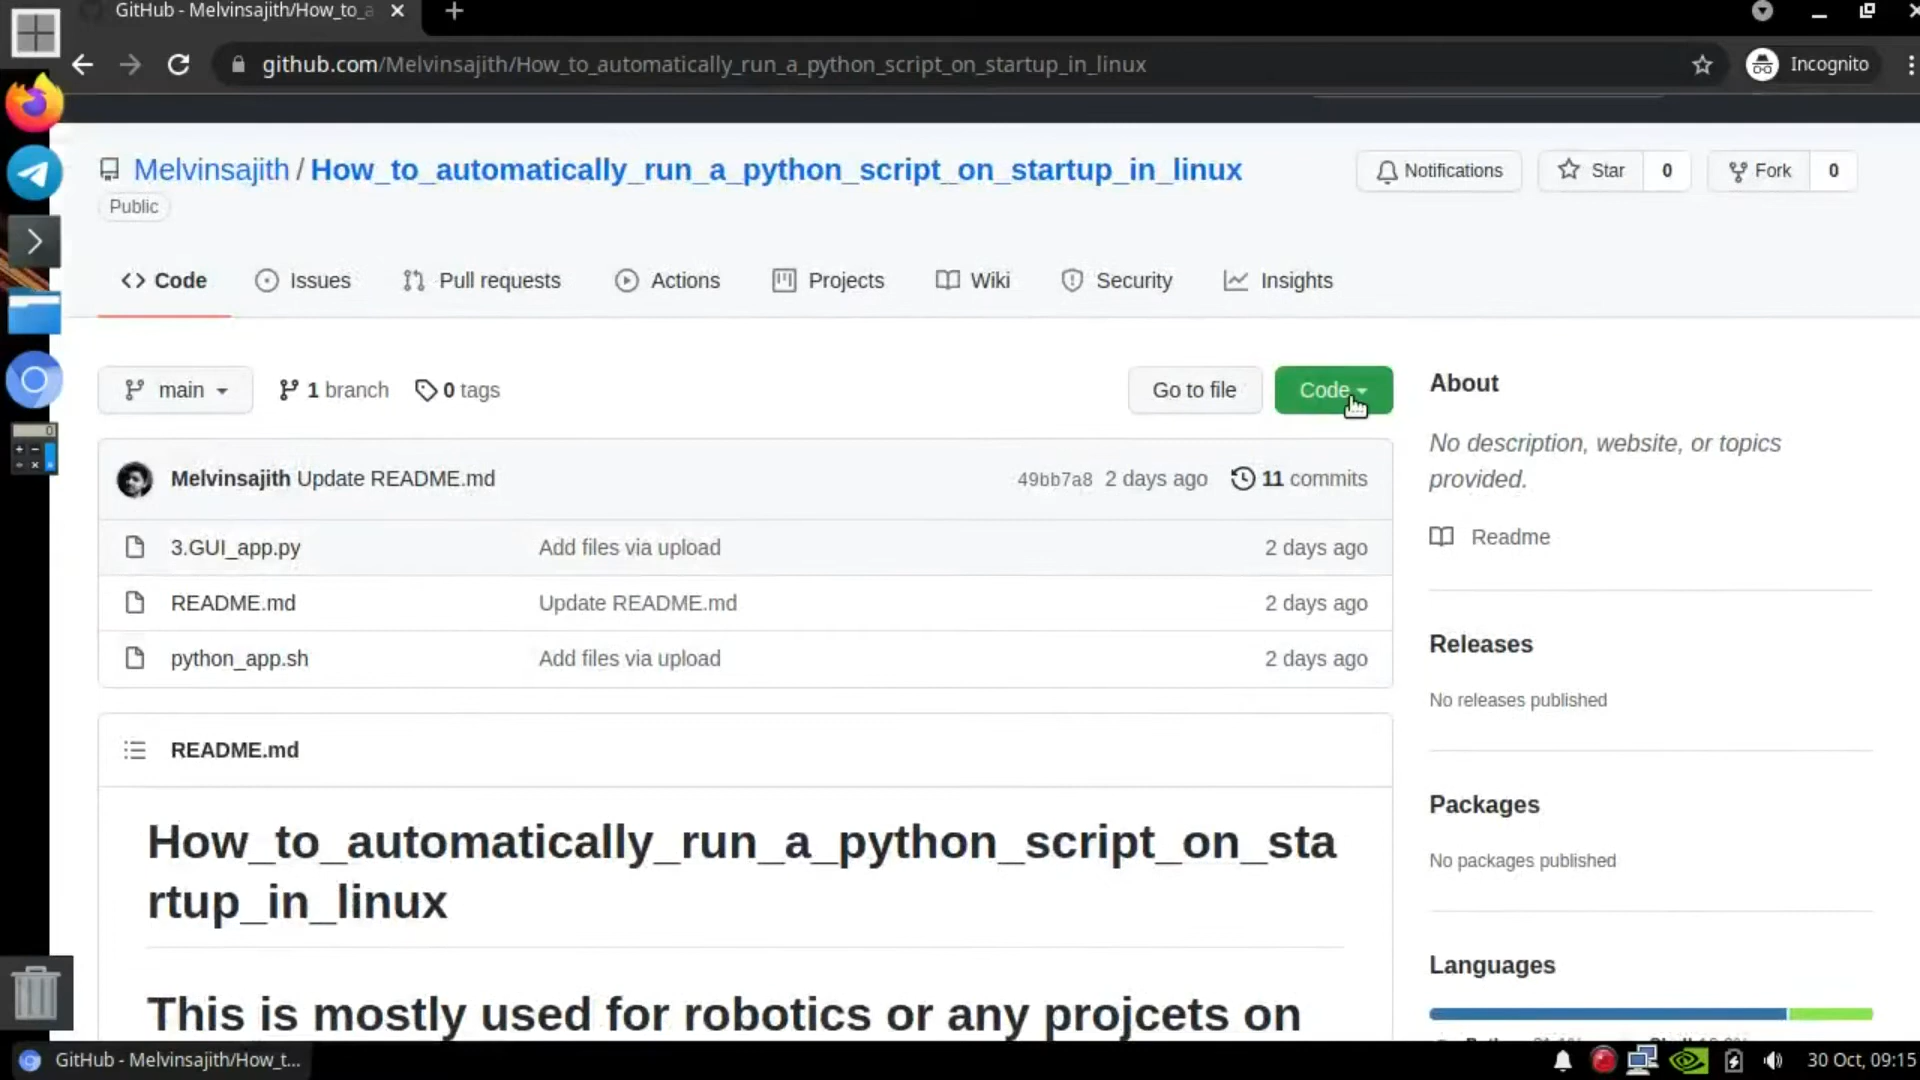 GitHub - Melvinsajith/How_to_a
github.com/Melvinsajith/How_to_automatically_run_a_python_script_on_startup_in_linux
Incognito
Melvinsajith / How_to_automatically_run_a_python_script_on_startup_in_linux
Notifications
Star 0
Fork 0
Public
Code
Issues
Pull requests
Actions
Projects
Wiki
Security
Insights
main
1 branch
0 tags
Go to file
Code
Melvinsajith Update README.md
49bb7a8 2 days ago
11 commits
3.GUI_app.py Add files via upload 2 days ago
README.md Update README.md 2 days ago
python_app.sh Add files via upload 2 days ago
README.md
How_to_automatically_run_a_python_script_on_sta
rtup_in_linux
This is mostly used for robotics or any projcets on
About
No description, website, or topics
provided.
Readme
Releases
No releases published
Packages
No packages published
Languages
GitHub - Melvinsajith/How_t...
30 Oct, 09:15